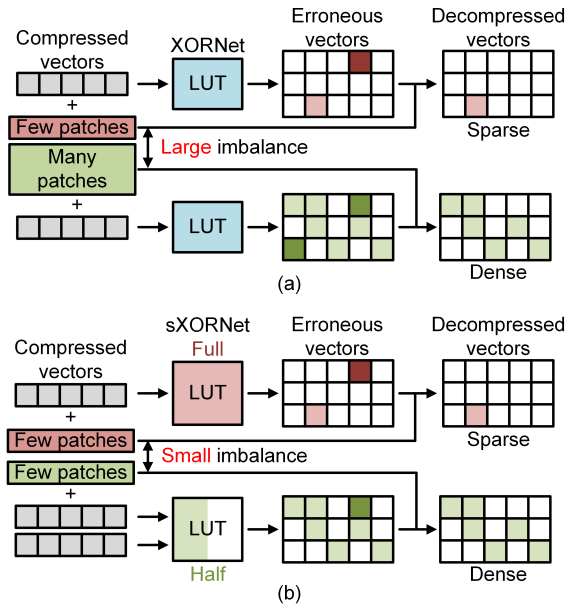 Compressed
vectors
XORNet
Erroneous
vectors
Decompressed
vectors
LUT
+
Few patches
Sparse
Large imbalance
Many
patches
+
LUT
Dense
(a)
Compressed
vectors
sXORNet
Full
Erroneous
vectors
Decompressed
vectors
LUT
+
Few patches
Sparse
Small imbalance
Few patches
+
LUT
Half
Dense
(b)